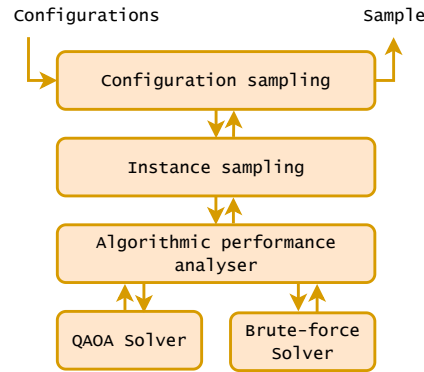 Configurations
Sample
Configuration sampling
Instance sampling
Algorithmic performance
analyser
QAOA Solver
Brute-force
Solver